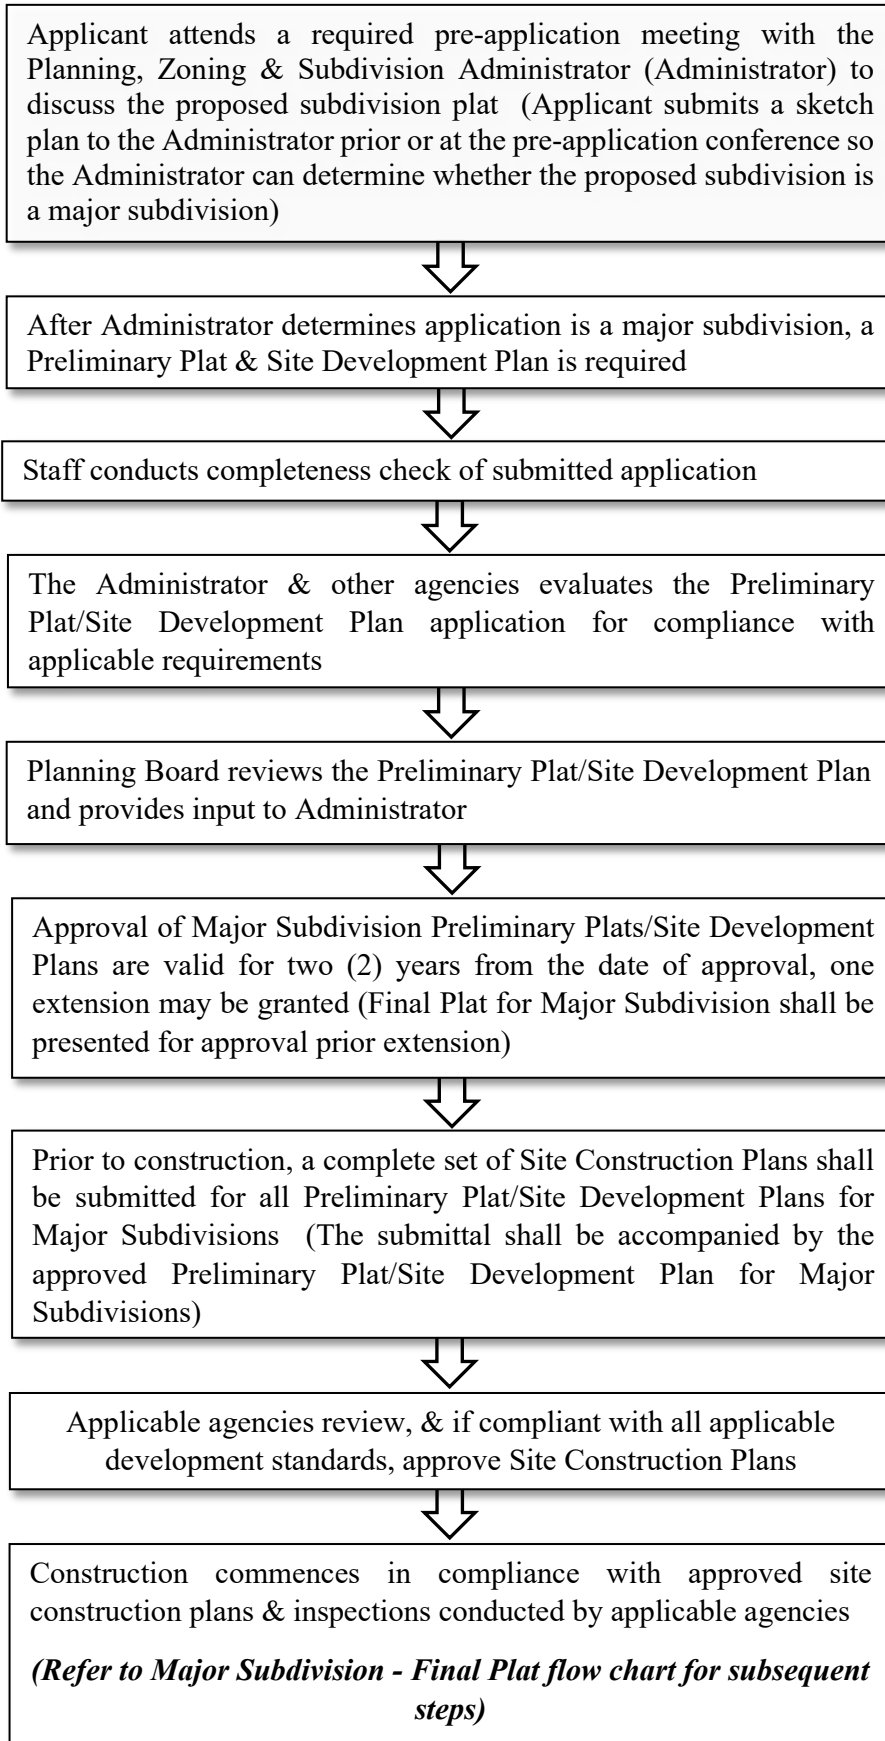 Applicant attends a required pre-application meeting with the
Planning, Zoning & Subdivision Administrator (Administrator) to
discuss the proposed subdivision plat (Applicant submits a sketch
plan to the Administrator prior or at the pre-application conference so
the Administrator can determine whether the proposed subdivision is
a major subdivision)
After Administrator determines application is a major subdivision, a
Preliminary Plat & Site Development Plan is required
Staff conducts completeness check of submitted application
The Administrator & other agencies evaluates the Preliminary
Plat/Site Development Plan application for compliance with
applicable requirements
Planning Board reviews the Preliminary Plat/Site Development Plan
and provides input to Administrator
Approval of Major Subdivision Preliminary Plats/Site Development
Plans are valid for two (2) years from the date of approval, one
extension may be granted (Final Plat for Major Subdivision shall be
presented for approval prior extension)
Prior to construction, a complete set of Site Construction Plans shall
be submitted for all Preliminary Plat/Site Development Plans for
Major Subdivisions (The submittal shall be accompanied by the
approved Preliminary Plat/Site Development Plan for Major
Subdivisions)
Applicable agencies review, & if compliant with all applicable
development standards, approve Site Construction Plans
Construction commences in compliance with approved site
construction plans & inspections conducted by applicable agencies
(Refer to Major Subdivision - Final Plat flow chart for subsequent
steps)